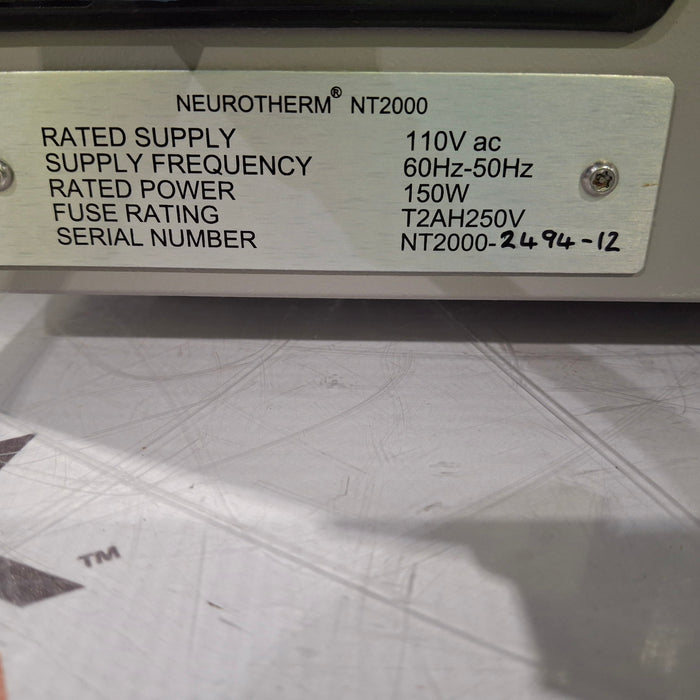 NEUROTHERM® NT2000
RATED SUPPLY 110V ac
SUPPLY FREQUENCY 60Hz-50Hz
RATED POWER 150W
FUSE RATING T2AH250V
SERIAL NUMBER NT2000-2494-12
TM